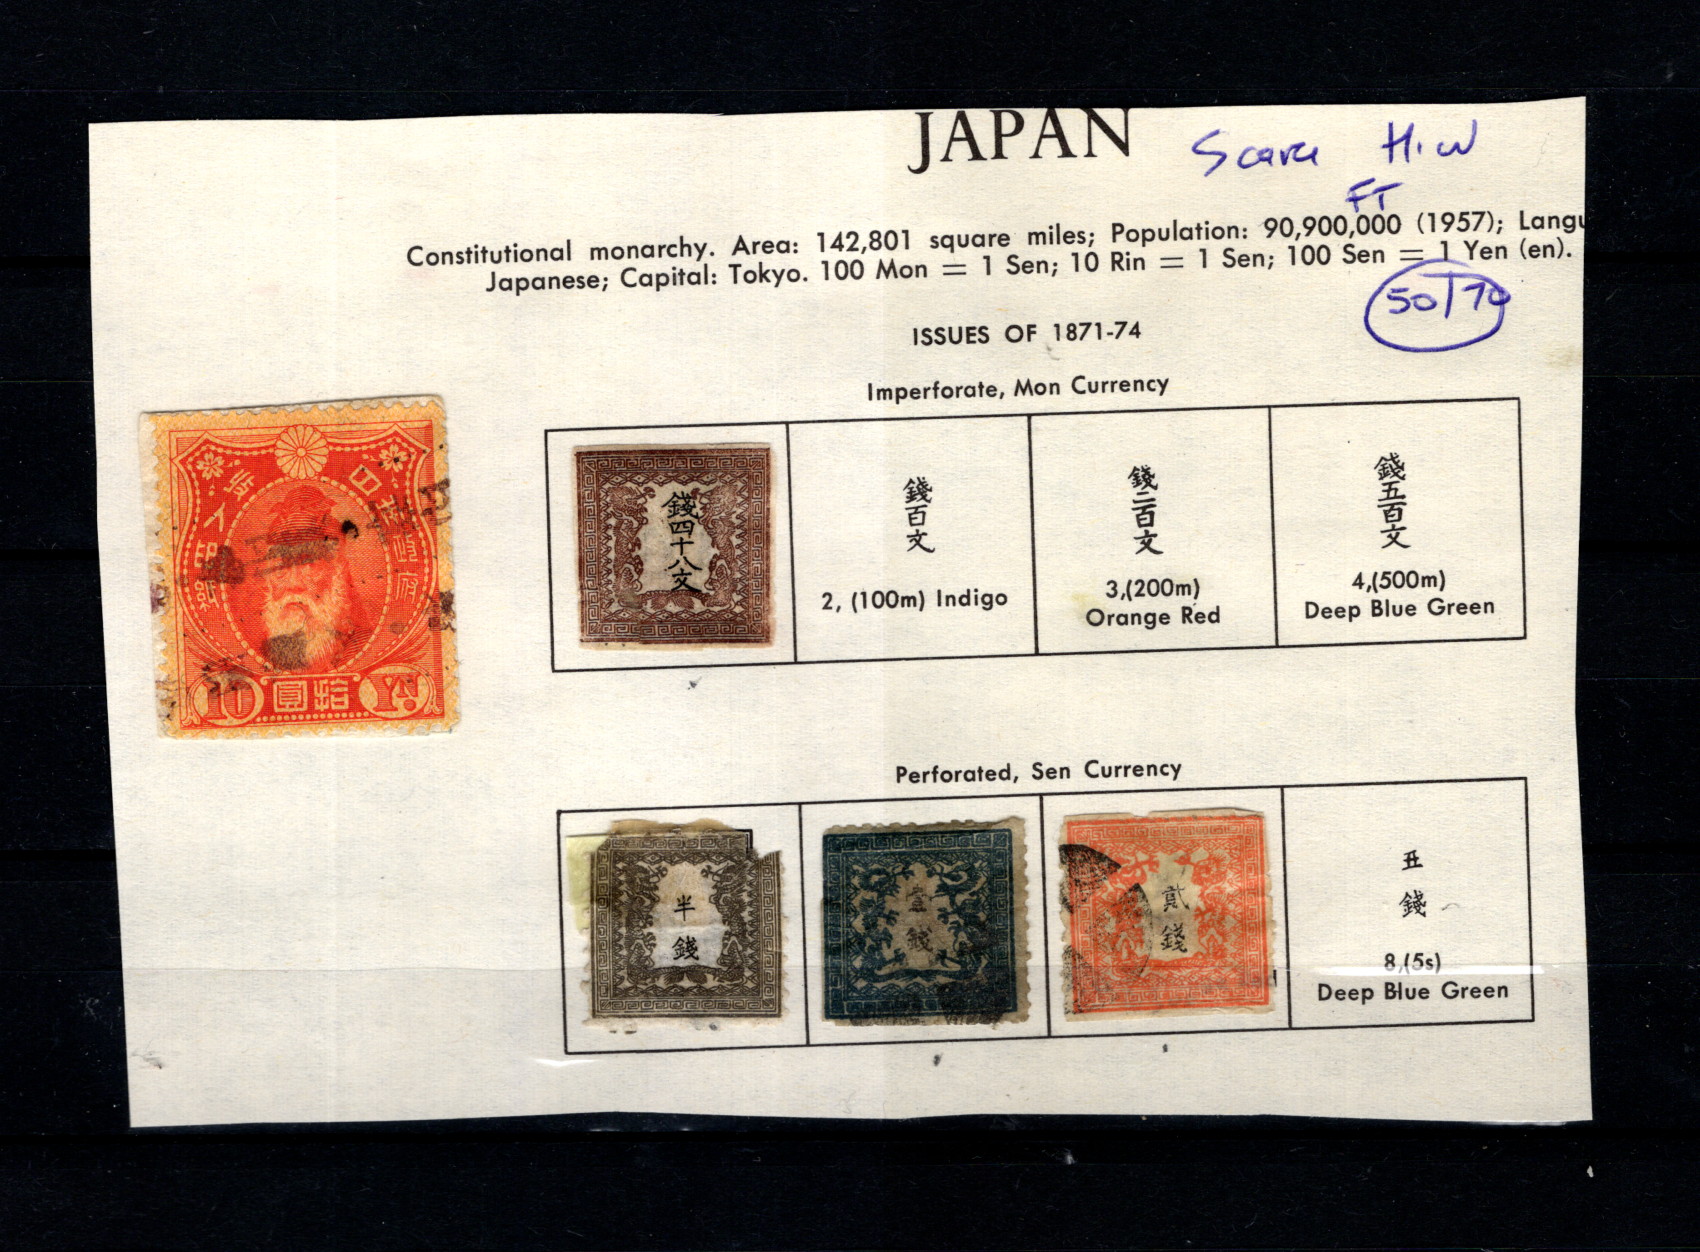 JAPAN
Scarce H.W
FT
Constitutional monarchy. Area: 142,801 square miles; Population: 90,900,000 (1957); Langu
Japanese; Capital: Tokyo. 100 Mon = 1 Sen; 10 Rin = 1 Sen; 100 Sen = 1 Yen (en).
50/70
ISSUES OF 1871-74
Imperforate, Mon Currency
錢四十八文
錢百文
2, (100m) Indigo
錢二百文
3,(200m)
Orange Red
錢五百文
4,(500m)
Deep Blue Green
10
圓拾
Perforated, Sen Currency
半錢
壹錢
貳錢
五錢
8,(5s)
Deep Blue Green